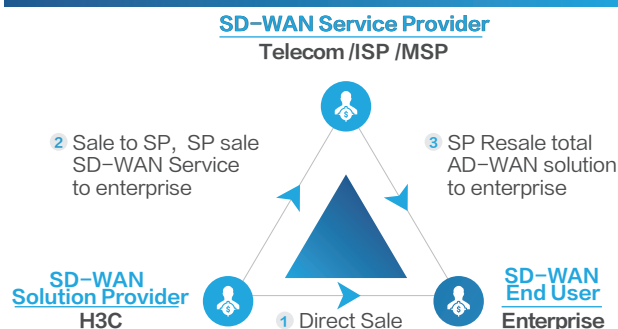 SD-WAN Service Provider
Telecom /ISP /MSP
2 Sale to SP, SP sale
SD-WAN Service
to enterprise
3 SP Resale total
AD-WAN solution
to enterprise
SD-WAN
Solution Provider
H3C
1 Direct Sale
SD-WAN
End User
Enterprise